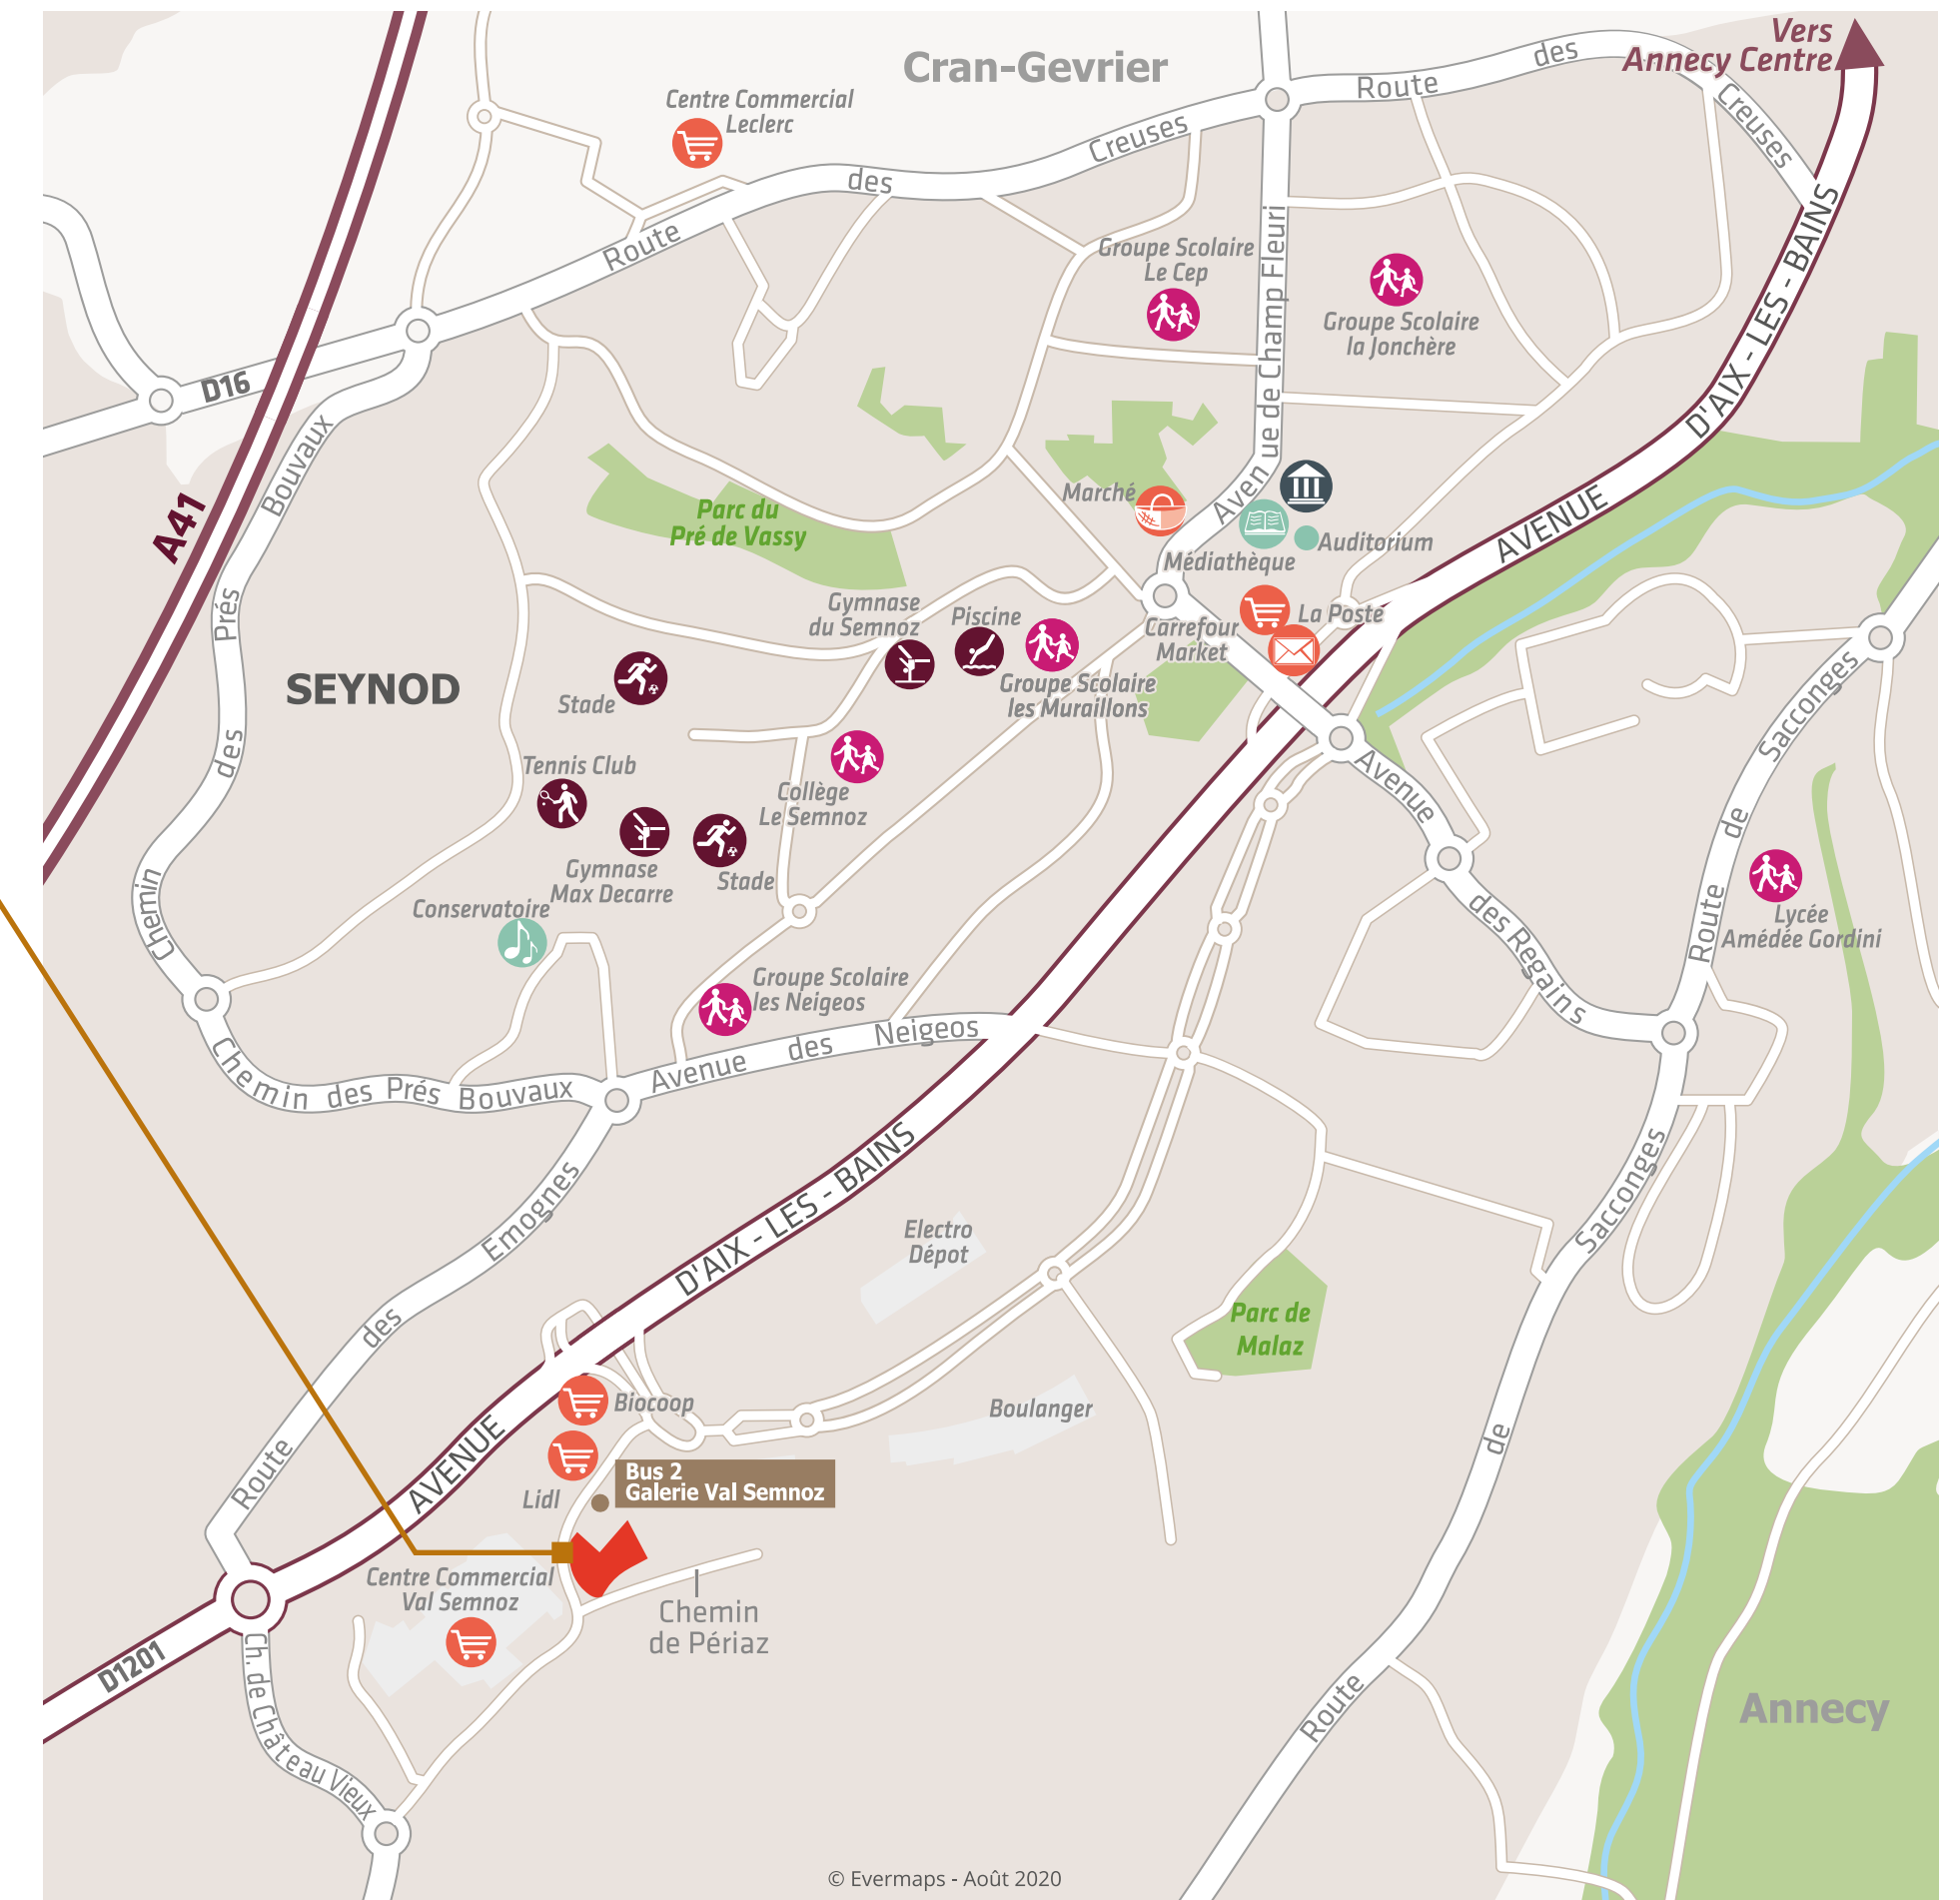 Vers
Annecy Centre
Cran-Gevrier
Centre Commercial
Leclerc
Route des Creuses
Route des Creuses
Avenue de Champ Fleuri
Groupe Scolaire
Le Cep
Groupe Scolaire
la Jonchère
AVENUE D'AIX - LES - BAINS
D16
A41
Chemin des Prés Bouvaux
Parc du
Pré de Vassy
Marché
Médiathèque
Auditorium
Gymnase
du Semnoz
Piscine
Carrefour
Market
La Poste
Groupe Scolaire
les Muraillons
SEYNOD
Stade
Tennis Club
Collège
Le Semnoz
Gymnase
Max Decarre
Stade
Conservatoire
Groupe Scolaire
les Neigeos
Avenue des Regains
Route de Sacconges
Lycée
Amédée Gordini
Chemin des Prés Bouvaux
Avenue des Neigeos
Route des Emognes
AVENUE D'AIX - LES - BAINS
Electro
Dépot
Parc de
Malaz
Route de Sacconges
Boulanger
Biocoop
Lidl
Bus 2
Galerie Val Semnoz
Centre Commercial
Val Semnoz
Chemin
de Périaz
D1201
Ch. de Château Vieux
Annecy
© Evermaps - Août 2020